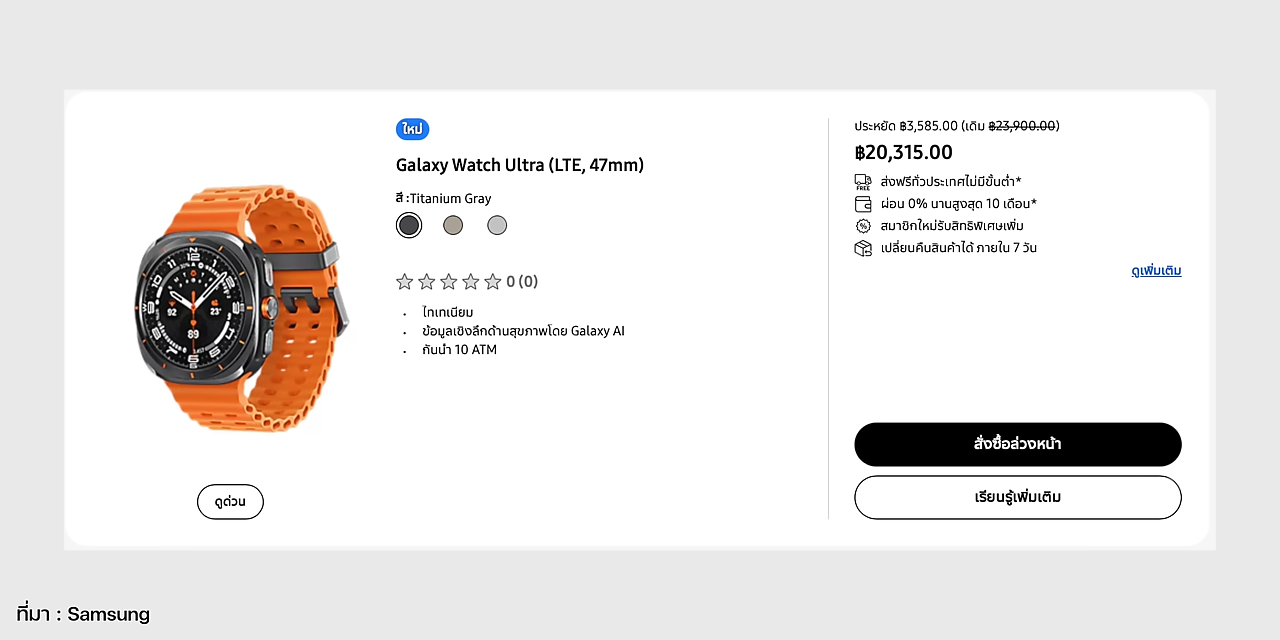 ใหม่
Galaxy Watch Ultra (LTE, 47mm)
สี :Titanium Gray
0 (0)
ไทเทเนียม
ข้อมูลเชิงลึกด้านสุขภาพโดย Galaxy AI
กันน้ำ 10 ATM
ดูด่วน
ประหยัด ฿3,585.00 (เดิม ฿23,900.00)
฿20,315.00
FREE
ส่งฟรีทั่วประเทศไม่มีขั้นต่ำ*
ผ่อน 0% นานสูงสุด 10 เดือน*
สมาชิกใหม่รับสิทธิพิเศษเพิ่ม
เปลี่ยนคืนสินค้าได้ ภายใน 7 วัน
ดูเพิ่มเติม
สั่งซื้อล่วงหน้า
เรียนรู้เพิ่มเติม
ที่มา : Samsung